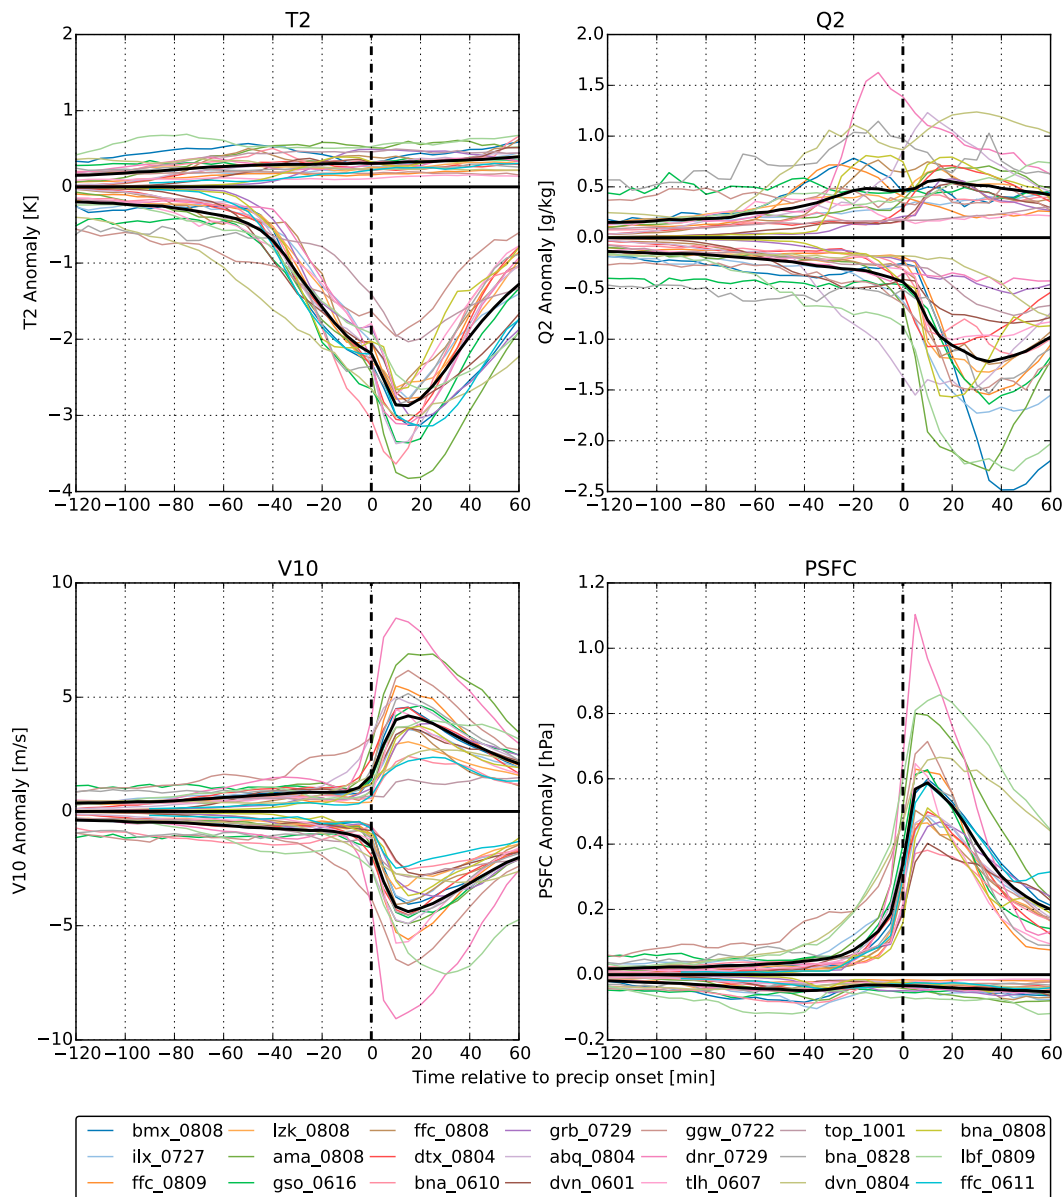 T2
Q2
2
1
0
−1
−2
−3
−4
T2 Anomaly [K]
−120 −100 −80 −60 −40 −20 0 20 40 60
2.0
1.5
1.0
0.5
0.0
−0.5
−1.0
−1.5
−2.0
−2.5
Q2 Anomaly [g/kg]
−120 −100 −80 −60 −40 −20 0 20 40 60
V10
PSFC
10
5
0
−5
−10
V10 Anomaly [m/s]
−120 −100 −80 −60 −40 −20 0 20 40 60
1.2
1.0
0.8
0.6
0.4
0.2
0.0
−0.2
PSFC Anomaly [hPa]
−120 −100 −80 −60 −40 −20 0 20 40 60
Time relative to precip onset [min]
bmx_0808 lzk_0808 ffc_0808 grb_0729 ggw_0722 top_1001 bna_0808
ilx_0727 ama_0808 dtx_0804 abq_0804 dnr_0729 bna_0828 lbf_0809
ffc_0809 gso_0616 bna_0610 dvn_0601 tlh_0607 dvn_0804 ffc_0611